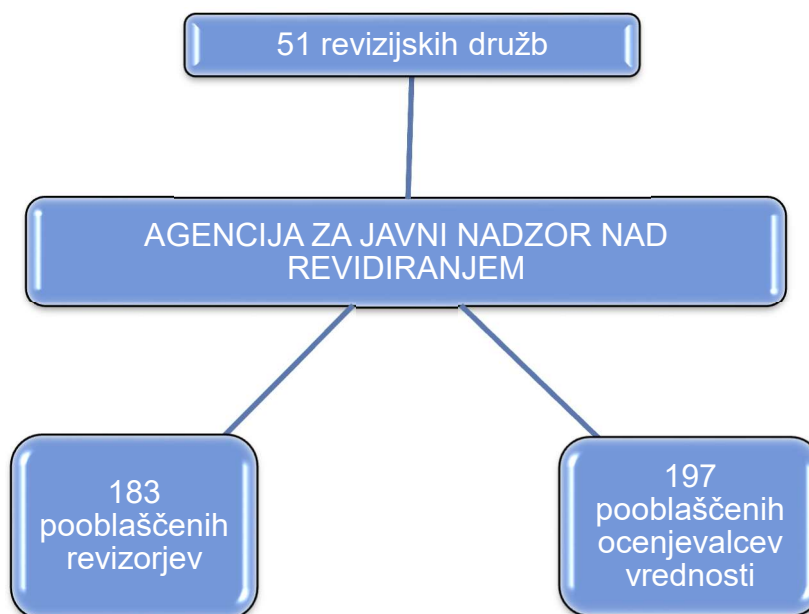 51 revizijskih družb
AGENCIJA ZA JAVNI NADZOR NAD
REVIDIRANJEM
183
pooblaščenih
revizorjev
197
pooblaščenih
ocenjevalcev
vrednosti